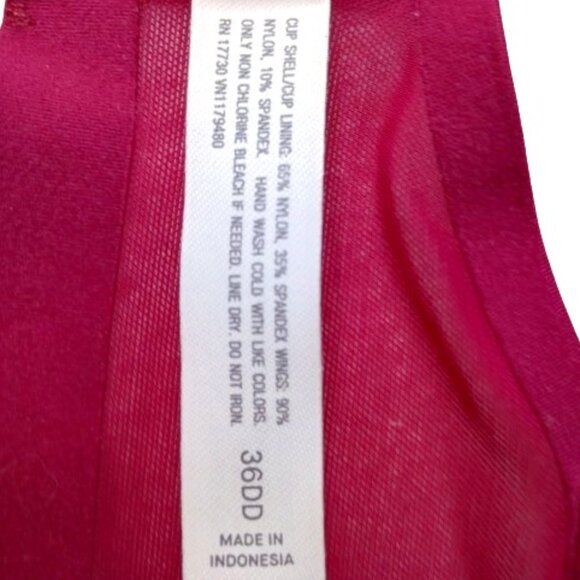 CUP SHELL/CUP LINING: 65% NYLON, 35% SPANDEX WINGS: 90%
NYLON, 10% SPANDEX. HAND WASH COLD WITH LIKE COLORS.
ONLY NON CHLORINE BLEACH IF NEEDED. LINE DRY. DO NOT IRON.
RN 17730 VN1179480
36DD
MADE IN
INDONESIA